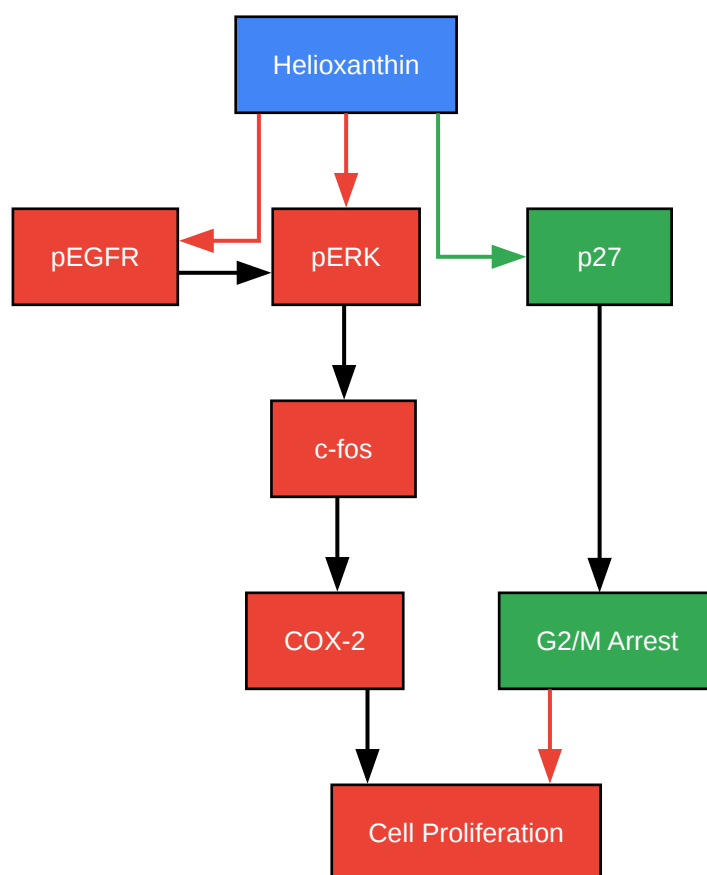 Helioxanthin
pEGFR
pERK
p27
c-fos
COX-2
G2/M Arrest
Cell Proliferation